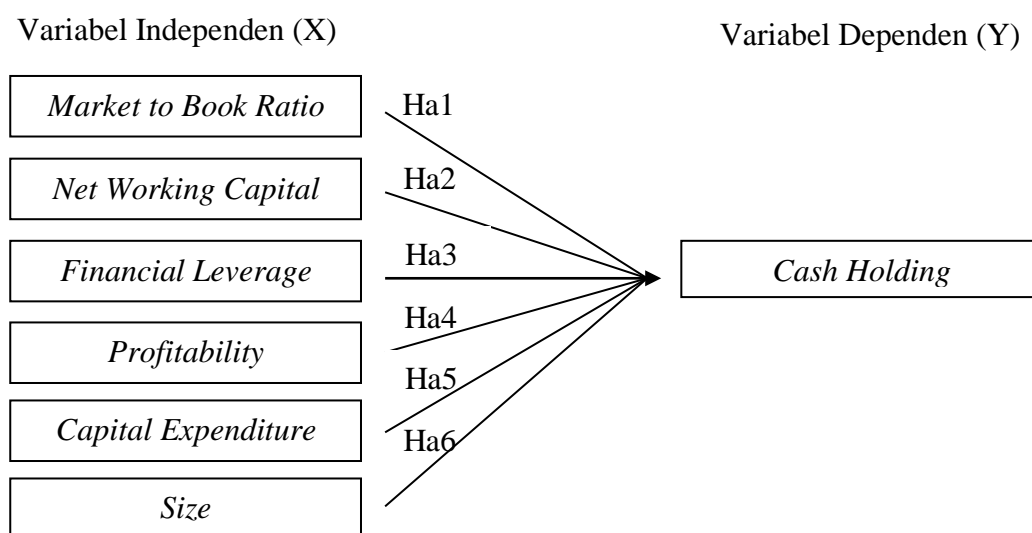 Variabel Independen (X)
Variabel Dependen (Y)
Market to Book Ratio
Ha1
Net Working Capital
Ha2
Financial Leverage
Ha3
Cash Holding
Profitability
Ha4
Capital Expenditure
Ha5
Size
Ha6